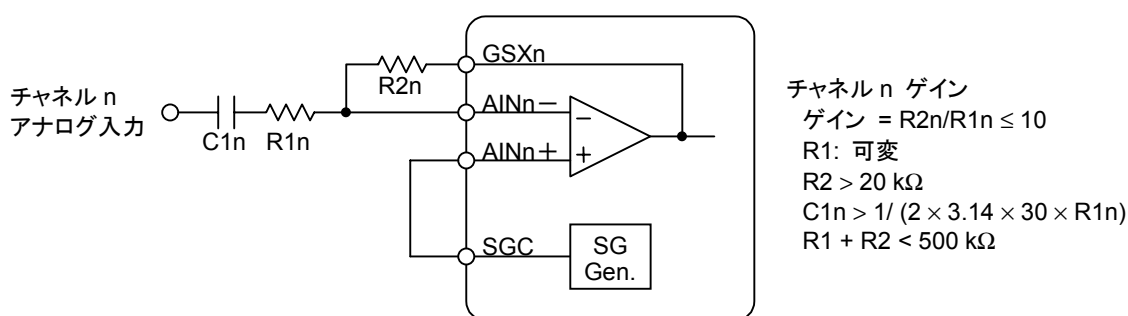 チャネル n
アナログ入力
C1n
R1n
R2n
GSXn
AINn－
AINn＋
SGC
－
＋
SG
Gen.
チャネル n ゲイン
ゲイン = R2n/R1n ≤ 10
R1: 可変
R2 > 20 kΩ
C1n > 1/ (2 × 3.14 × 30 × R1n)
R1 + R2 < 500 kΩ